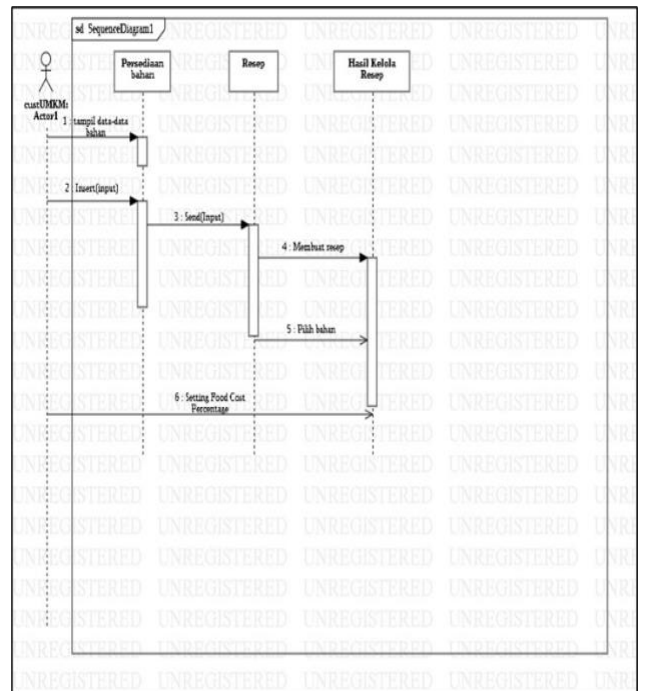 sd SequenceDiagram1
Persediaan
bahan
Resep
Hasil Kelola
Resep
custUMKM:
Actor1
1 : tampil data-data
bahan
2 : Insert(input)
3 : Send(Input)
4 : Membuat resep
5 : Pilih bahan
6 : Setting Food Cost
Percentage
UNREGISTERED